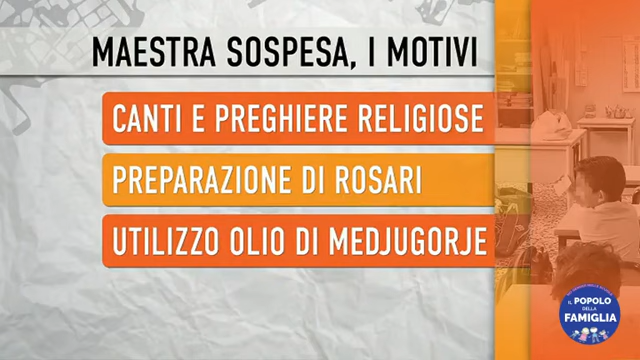 MAESTRA SOSPESA, I MOTIVI
CANTI E PREGHIERE RELIGIOSE
PREPARAZIONE DI ROSARI
UTILIZZO OLIO DI MEDJUGORJE
IL POPOLO
DELLA
FAMIGLIA